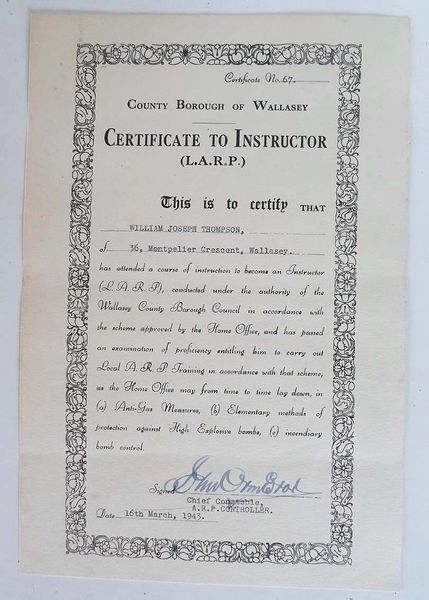 Certificate No. 67.
COUNTY BOROUGH OF WALLASEY
CERTIFICATE TO INSTRUCTOR
(L.A.R.P.)
This is to certify THAT
WILLIAM JOSEPH THOMPSON,
of 36, Montpelier Crescent, Wallasey.
has attended a course of instruction to become an Instructor
(L.A.R.P), conducted under the authority of the
Wallasey County Borough Council in accordance with
the scheme approved by the Home Office, and has passed
an examination of proficiency entitling him to carry out
Local A.R.P Training in accordance with that scheme,
as the Home Office may from time to time lay down, in
(a) Anti-Gas Measures, (b) Elementary methods of
protection against High Explosive bombs, (c) incendiary
bomb control.
Signed
Chief Constable,
A.R.P.CONTROLLER.
Date 16th March, 1943.